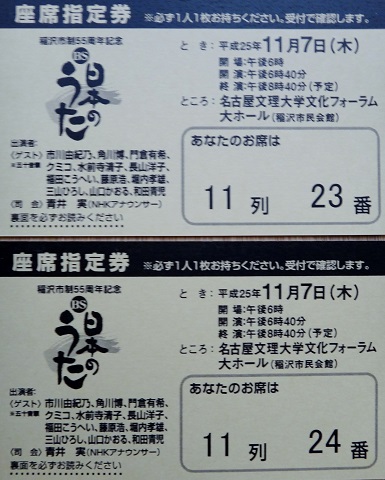 座席指定券 ※必ず1人1枚お持ちください。受付で確認します。
稲沢市制55周年記念
BS
日本の
うた
と き:平成25年11月7日(木)
開 場:午後6時
開 演:午後6時40分
終 演:午後8時40分(予定)
ところ:名古屋文理大学文化フォーラム
大ホール(稲沢市民会館)
出演者:
〈ゲスト〉市川由紀乃、角川博、門倉有希、
※五十音順 クミコ、水前寺清子、長山洋子、
福田こうへい、藤原浩、堀内孝雄、
三山ひろし、山口かおる、和田青児
〈司 会〉青井 実(NHKアナウンサー)
裏面を必ずお読みください
あなたのお席は
11 列 23 番
座席指定券 ※必ず1人1枚お持ちください。受付で確認します。
稲沢市制55周年記念
BS
日本の
うた
と き:平成25年11月7日(木)
開 場:午後6時
開 演:午後6時40分
終 演:午後8時40分(予定)
ところ:名古屋文理大学文化フォーラム
大ホール(稲沢市民会館)
出演者:
〈ゲスト〉市川由紀乃、角川博、門倉有希、
※五十音順 クミコ、水前寺清子、長山洋子、
福田こうへい、藤原浩、堀内孝雄、
三山ひろし、山口かおる、和田青児
〈司 会〉青井 実(NHKアナウンサー)
裏面を必ずお読みください
あなたのお席は
11 列 24 番